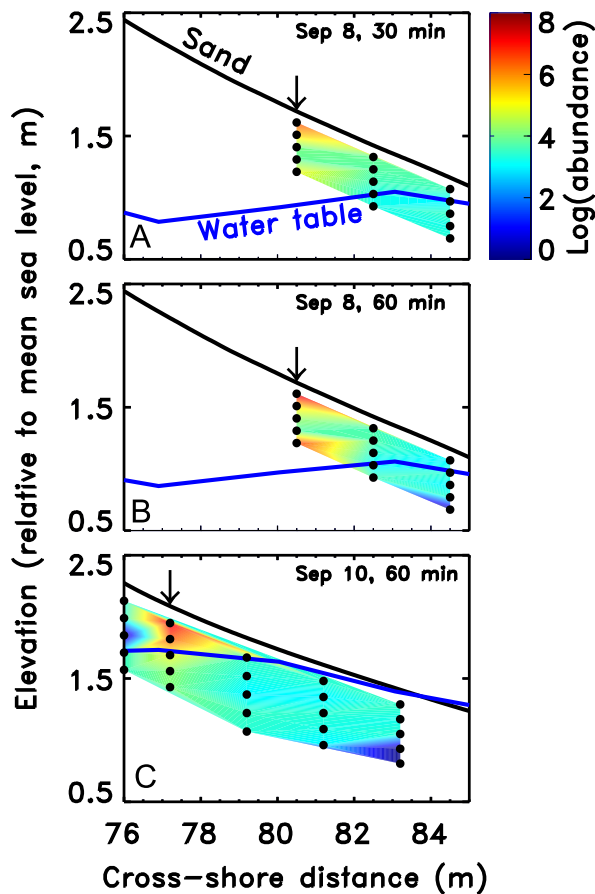 2.5
1.5
0.5
Sand
Sep 8, 30 min
Water table
A
8
6
4
2
0
Log(abundance)
2.5
1.5
0.5
Sep 8, 60 min
B
2.5
1.5
0.5
Sep 10, 60 min
C
76 78 80 82 84
Cross-shore distance (m)
Elevation (relative to mean sea level, m)